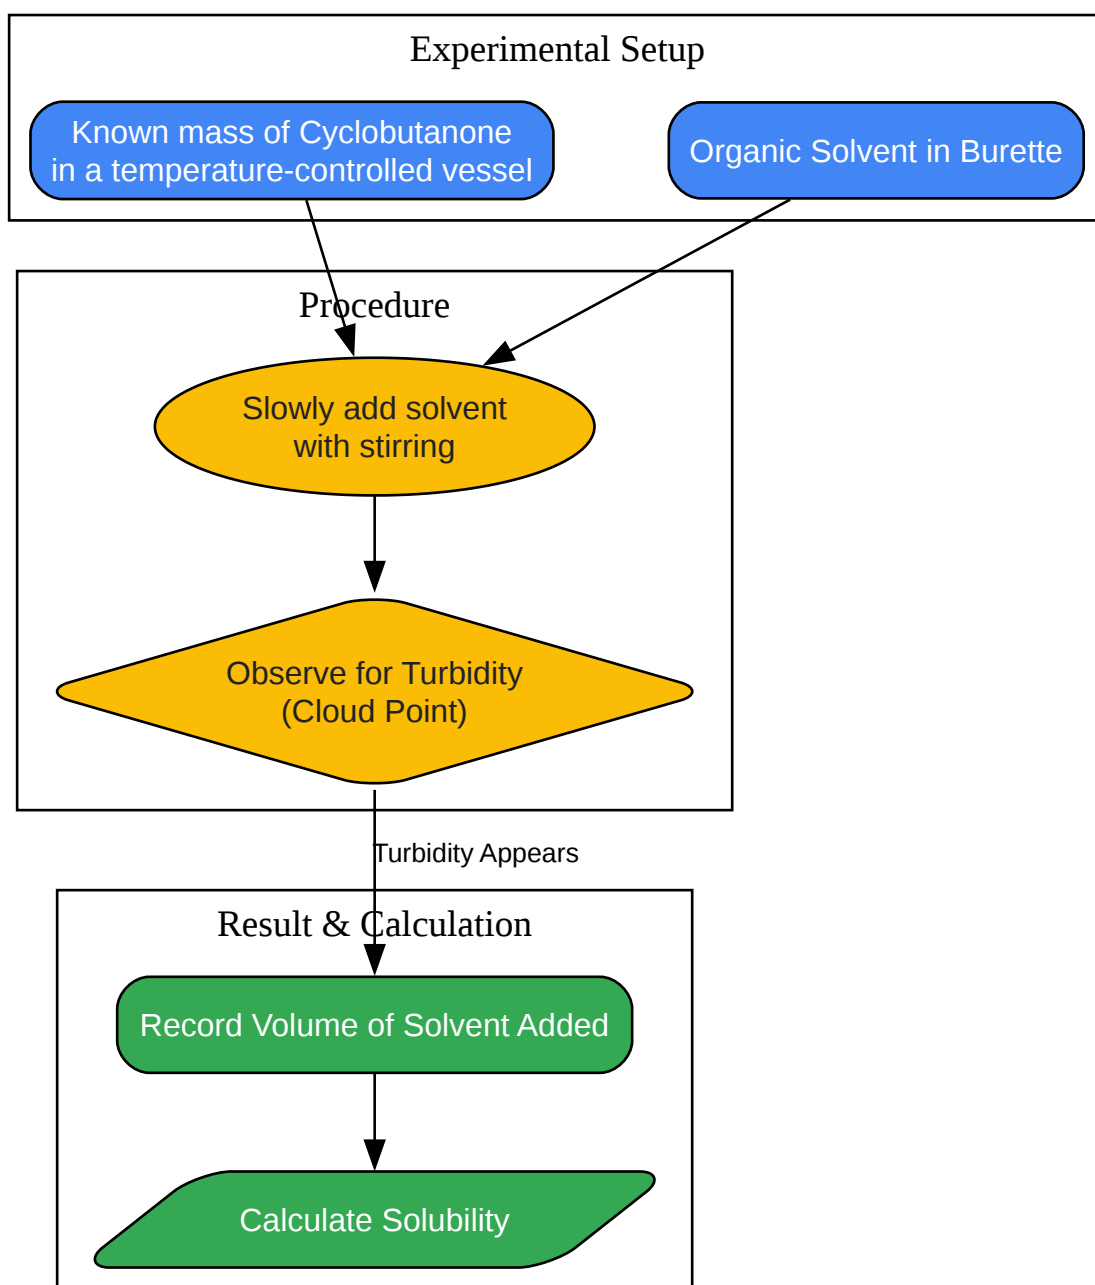 Experimental Setup
Known mass of Cyclobutanone
in a temperature-controlled vessel
Organic Solvent in Burette
Procedure
Slowly add solvent
with stirring
Observe for Turbidity
(Cloud Point)
Turbidity Appears
Result & Calculation
Record Volume of Solvent Added
Calculate Solubility